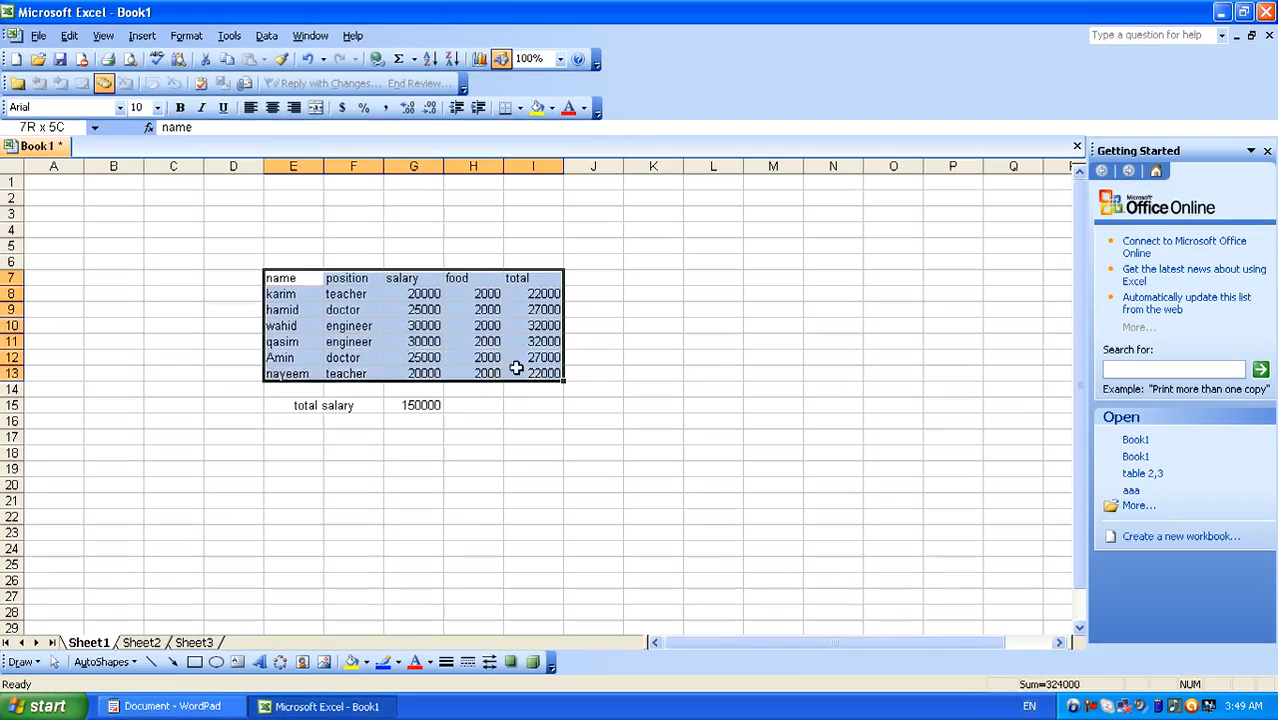 Microsoft Excel - Book1
File Edit View Insert Format Tools Data Window Help
Type a question for help
100%
Reply with Changes... End Review...
Arial 10 B I U $ %
7R x 5C fx name
Book1 *
Getting Started
A B C D E F G H I J K L M N O P Q
Microsoft
Office Online
Connect to Microsoft Office Online
Get the latest news about using Excel
Automatically update this list from the web
More...
Search for:
Example: "Print more than one copy"
Open
Book1
Book1
table 2,3
aaa
More...
Create a new workbook...
1
2
3
4
5
6
7 name position salary food total
8 karim teacher 20000 2000 22000
9 hamid doctor 25000 2000 27000
10 wahid engineer 30000 2000 32000
11 qasim engineer 30000 2000 32000
12 Amin doctor 25000 2000 27000
13 nayeem teacher 20000 2000 22000
14
15 total salary 150000
16
17
18
19
20
21
22
23
24
25
26
27
28
29
Sheet1 Sheet2 Sheet3
Draw AutoShapes
Ready Sum=324000 NUM
start Document - WordPad Microsoft Excel - Book1 EN 3:49 AM